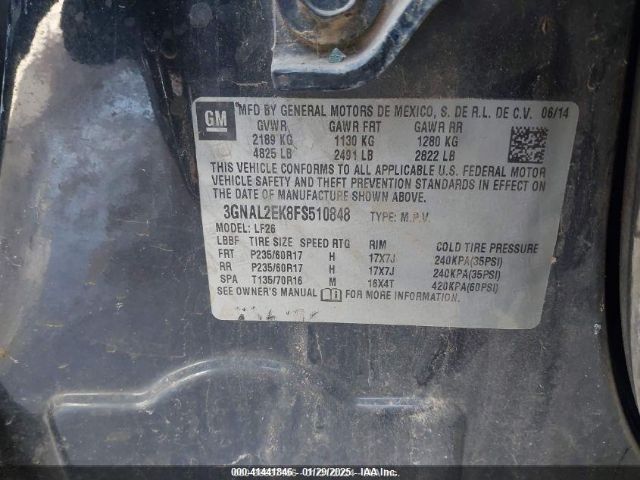 GM
MFD BY GENERAL MOTORS DE MEXICO, S. DE R.L. DE C.V. 06/14
GVWR GAWR FRT GAWR RR
2189 KG 1130 KG 1280 KG
4825 LB 2491 LB 2822 LB
THIS VEHICLE CONFORMS TO ALL APPLICABLE U.S. FEDERAL MOTOR
VEHICLE SAFETY AND THEFT PREVENTION STANDARDS IN EFFECT ON
THE DATE OF MANUFACTURE SHOWN ABOVE.
3GNAL2EK8FS510848 TYPE: M.P.V.
MODEL: LF26
LBBF TIRE SIZE SPEED RTG RIM COLD TIRE PRESSURE
FRT P235/60R17 H 17X7J 240KPA(35PSI)
RR P235/60R17 H 17X7J 240KPA(35PSI)
SPA T135/70R16 M 16X4T 420KPA(60PSI)
SEE OWNER'S MANUAL FOR MORE INFORMATION.
000-41441846 - 01/29/2025 - IAA Inc.